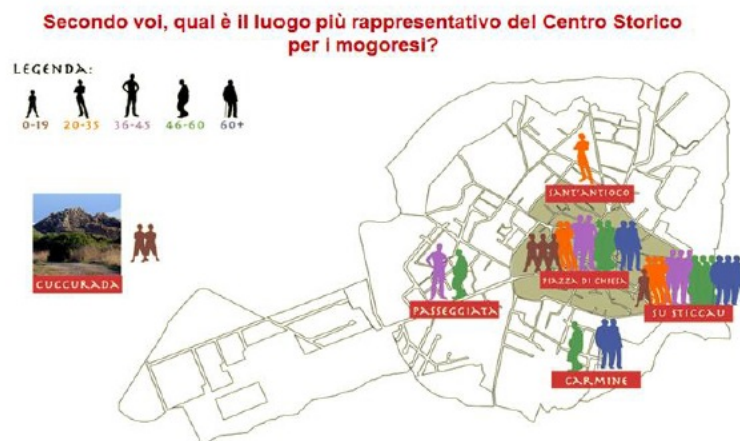 Secondo voi, qual è il luogo più rappresentativo del Centro Storico
per i mogoresi?
LEGENDA:
0-19 20-35 36-45 46-60 60+
SANT'ANTIOCO
CUCCURADA
PASSEGGIATA
PIAZZA DI CHIESA
SU STICCAU
CARMINE